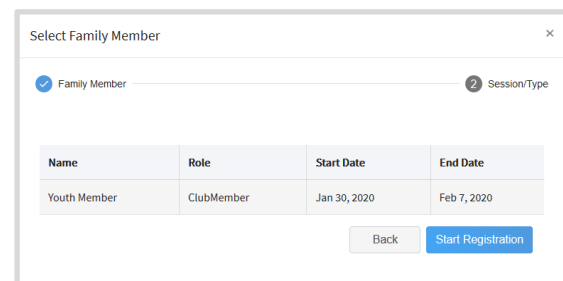 Select Family Member ×
Family Member 2 Session/Type
Name Role Start Date End Date
Youth Member ClubMember Jan 30, 2020 Feb 7, 2020
Back Start Registration